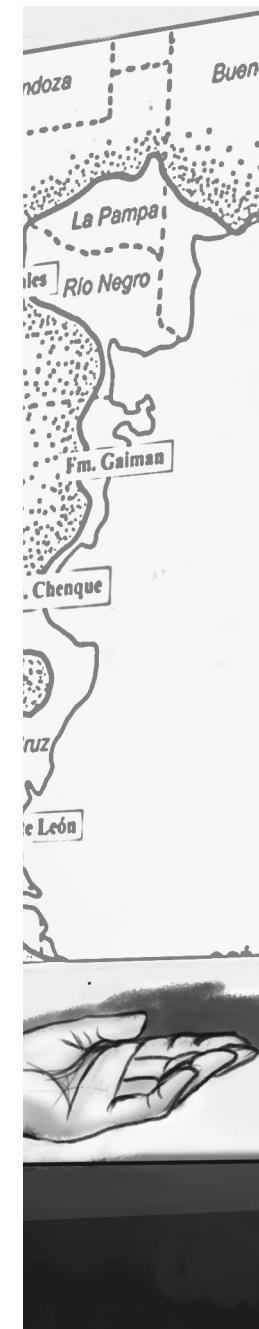 ndoza
Buen
La Pampa
les
Río Negro
Fm. Gaiman
. Chenque
ruz
e León